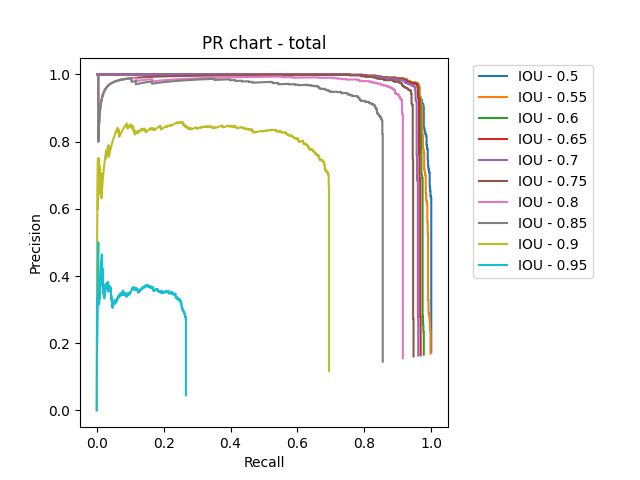 PR chart - total
1.0
0.8
0.6
0.4
0.2
0.0
Precision
0.0 0.2 0.4 0.6 0.8 1.0
Recall
IOU - 0.5
IOU - 0.55
IOU - 0.6
IOU - 0.65
IOU - 0.7
IOU - 0.75
IOU - 0.8
IOU - 0.85
IOU - 0.9
IOU - 0.95